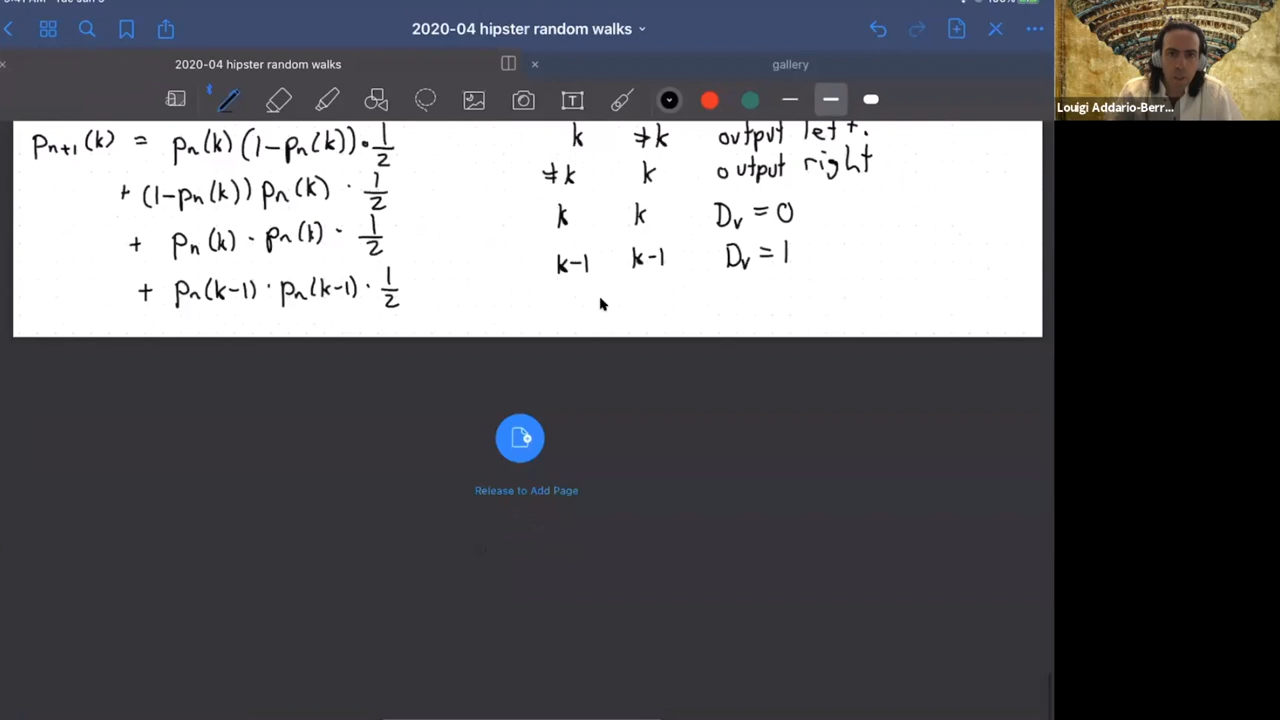 2020-04 hipster random walks
2020-04 hipster random walks
gallery
Louigi Addario-Berr...
pₙ₊₁(k) = pₙ(k)(1-pₙ(k))·1/2
+ (1-pₙ(k))pₙ(k) · 1/2
+ pₙ(k) · pₙ(k) · 1/2
+ pₙ(k-1) · pₙ(k-1) · 1/2
k ≠k output left.
≠k k output right
k k Dᵥ = 0
k-1 k-1 Dᵥ = 1
Release to Add Page